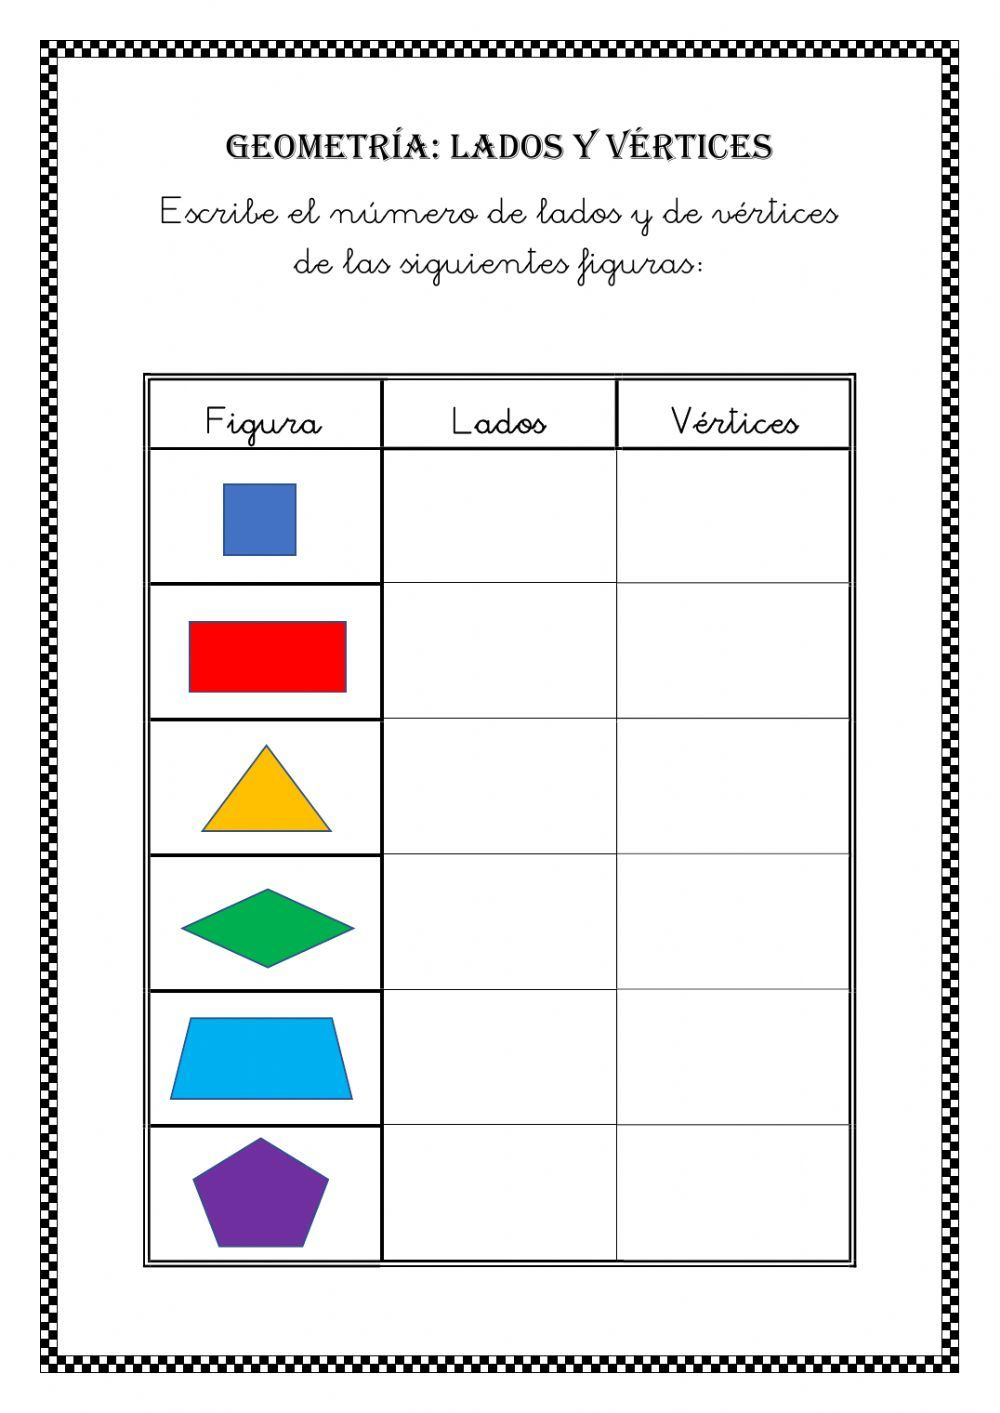 GEOMETRÍA: LADOS Y VÉRTICES
Escribe el número de lados y de vértices
de las siguientes figuras:
Figura Lados Vértices